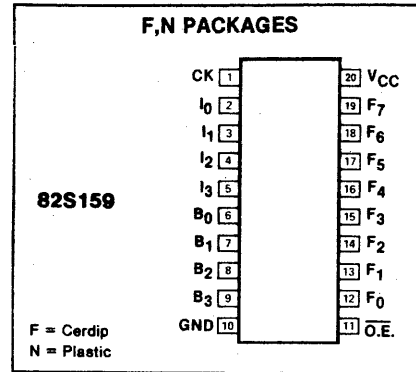 F,N PACKAGES
CK 1 20 VCC
I0 2 19 F7
I1 3 18 F6
I2 4 17 F5
I3 5 16 F4
82S159
B0 6 15 F3
B1 7 14 F2
B2 8 13 F1
B3 9 12 F0
GND 10 11 O.E.
F = Cerdip
N = Plastic